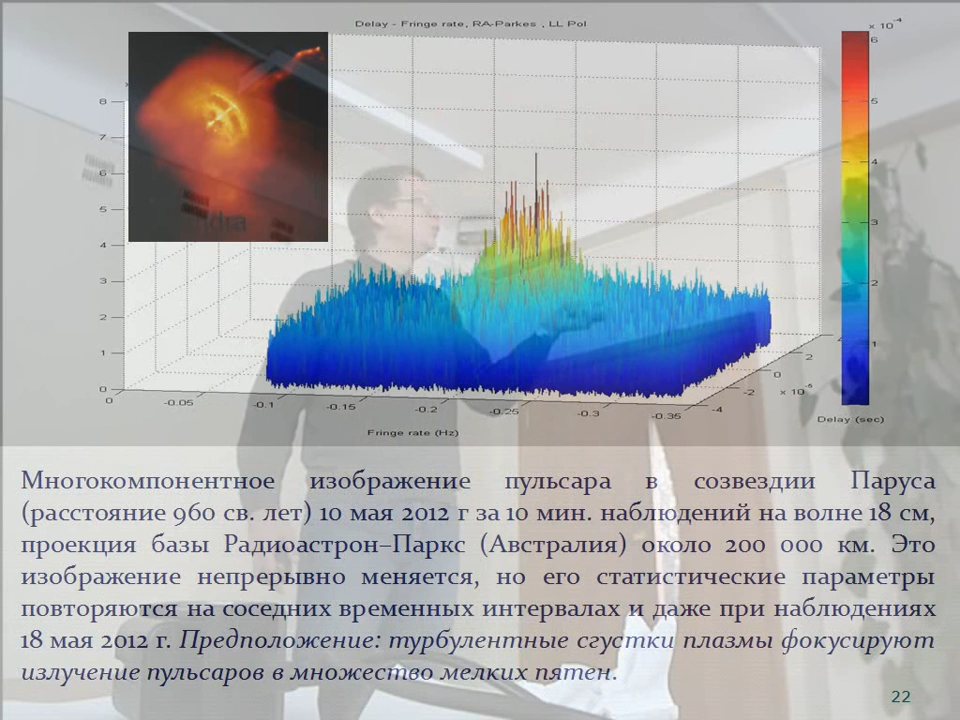 Delay - Fringe rate, RA-Parkes , LL Pol
x 10⁻⁴
6
5
4
3
2
1
8
7
6
5
4
3
2
1
0
dra
0
-0.05
-0.1
-0.15
-0.2
-0.25
-0.3
-0.35
-4
-2
0
2
4
x 10⁻⁶
Delay (sec)
Fringe rate (Hz)
Многокомпонентное изображение пульсара в созвездии Паруса
(расстояние 960 св. лет) 10 мая 2012 г за 10 мин. наблюдений на волне 18 см,
проекция базы Радиоастрон–Паркс (Австралия) около 200 000 км. Это
изображение непрерывно меняется, но его статистические параметры
повторяются на соседних временных интервалах и даже при наблюдениях
18 мая 2012 г. Предположение: турбулентные сгустки плазмы фокусируют
излучение пульсаров в множество мелких пятен.
22